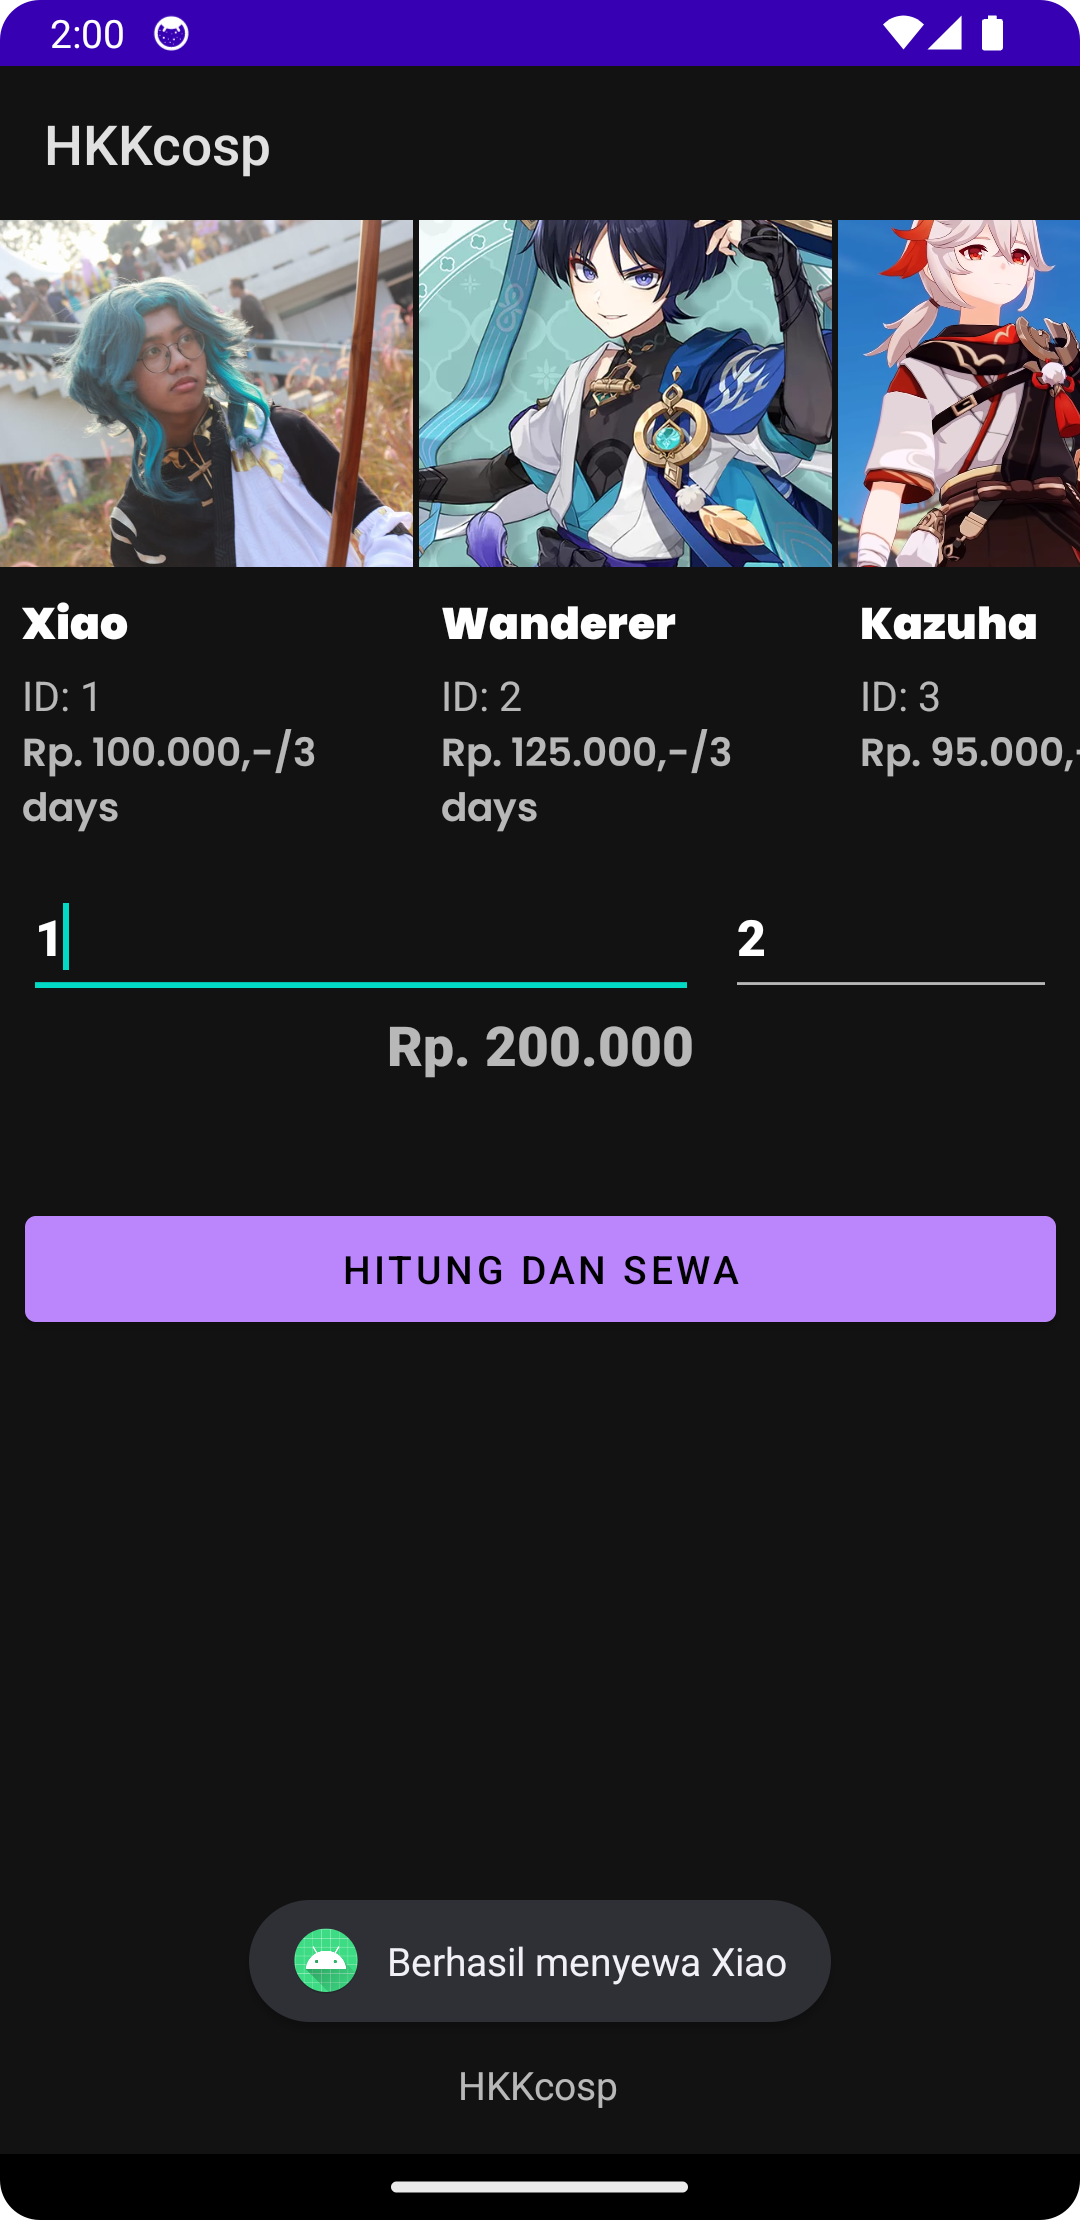 2:00
HKKcosp
Xiao
Wanderer
Kazuha
ID: 1
ID: 2
ID: 3
Rp. 100.000,-/3
days
Rp. 125.000,-/3
days
Rp. 95.000,-
1
2
Rp. 200.000
HITUNG DAN SEWA
Berhasil menyewa Xiao
HKKcosp